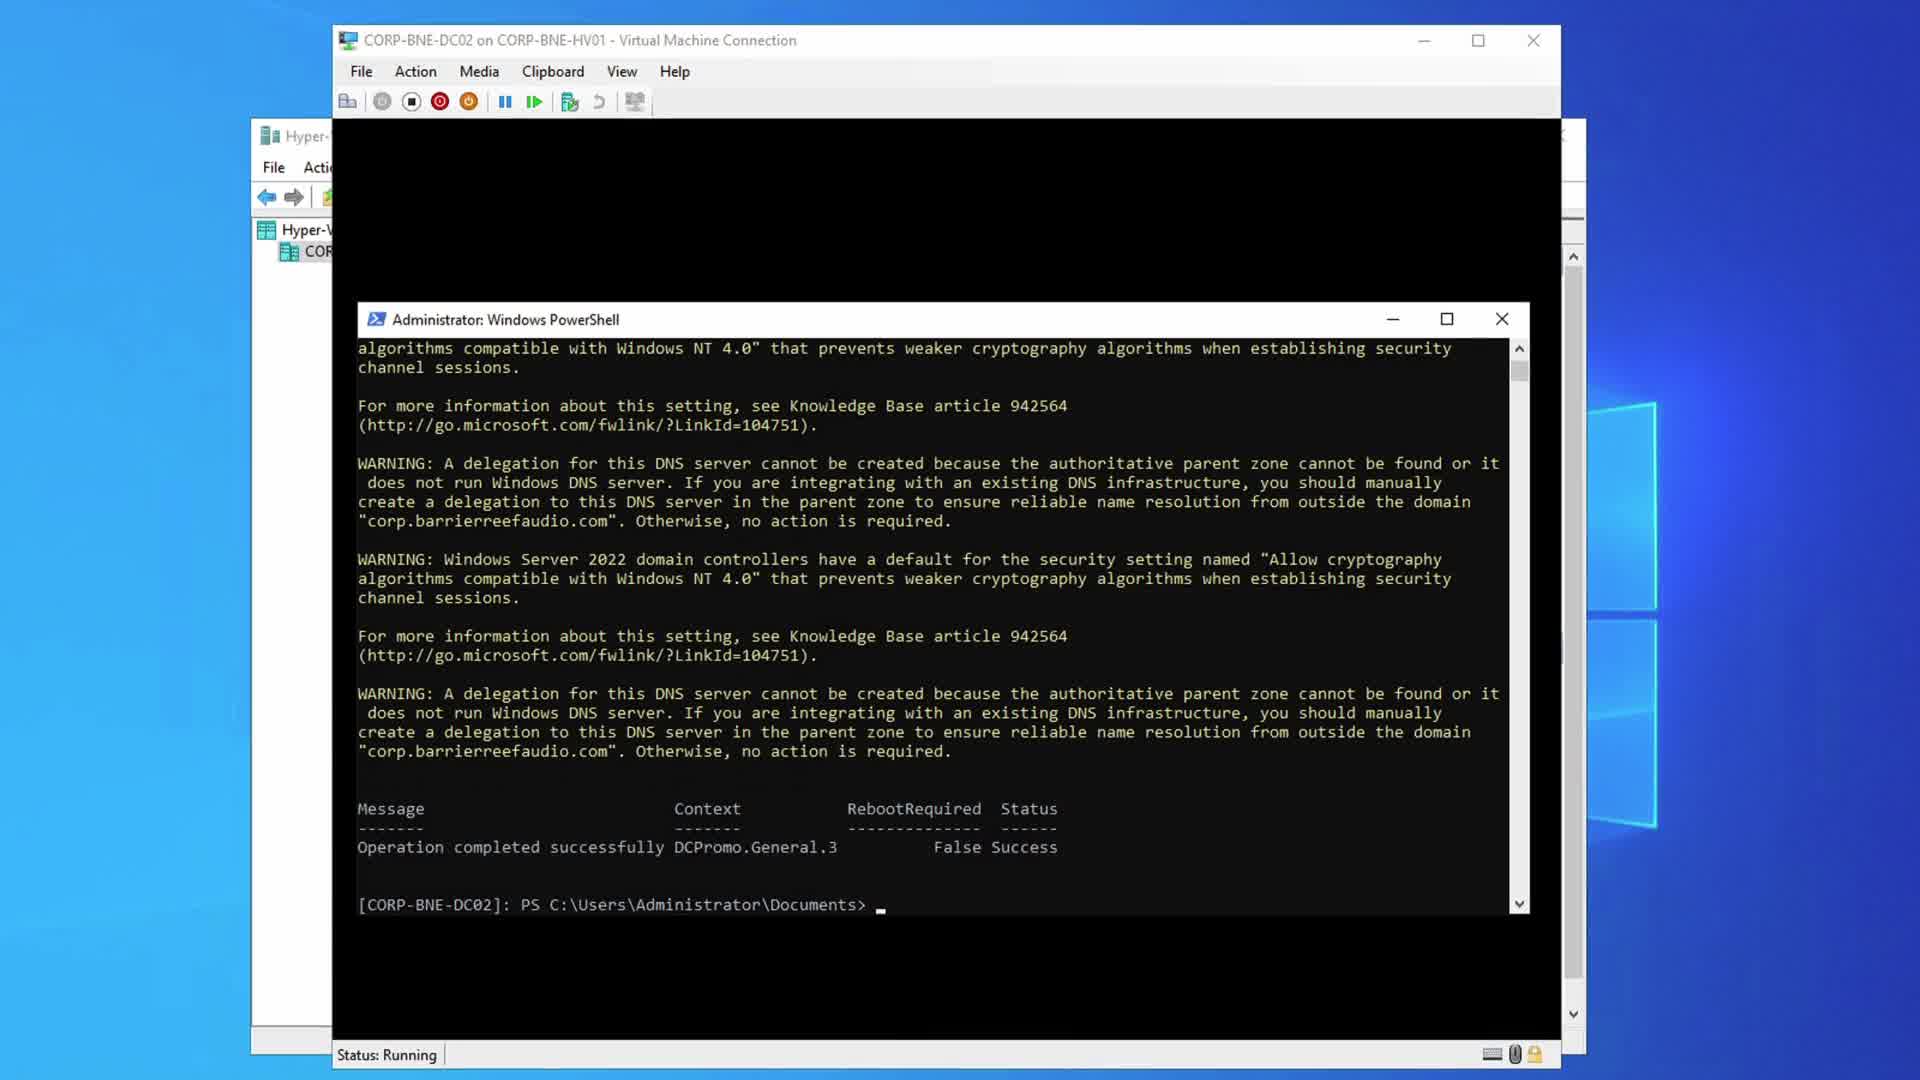 CORP-BNE-DC02 on CORP-BNE-HV01 - Virtual Machine Connection
File Action Media Clipboard View Help
Hyper-
File Actio
Hyper-V
COR
Administrator: Windows PowerShell
algorithms compatible with Windows NT 4.0" that prevents weaker cryptography algorithms when establishing security
channel sessions.
For more information about this setting, see Knowledge Base article 942564
(http://go.microsoft.com/fwlink/?LinkId=104751).
WARNING: A delegation for this DNS server cannot be created because the authoritative parent zone cannot be found or it
does not run Windows DNS server. If you are integrating with an existing DNS infrastructure, you should manually
create a delegation to this DNS server in the parent zone to ensure reliable name resolution from outside the domain
"corp.barrierreefaudio.com". Otherwise, no action is required.
WARNING: Windows Server 2022 domain controllers have a default for the security setting named "Allow cryptography
algorithms compatible with Windows NT 4.0" that prevents weaker cryptography algorithms when establishing security
channel sessions.
For more information about this setting, see Knowledge Base article 942564
(http://go.microsoft.com/fwlink/?LinkId=104751).
WARNING: A delegation for this DNS server cannot be created because the authoritative parent zone cannot be found or it
does not run Windows DNS server. If you are integrating with an existing DNS infrastructure, you should manually
create a delegation to this DNS server in the parent zone to ensure reliable name resolution from outside the domain
"corp.barrierreefaudio.com". Otherwise, no action is required.
Message Context RebootRequired Status
------- ------- -------------- ------
Operation completed successfully DCPromo.General.3 False Success
[CORP-BNE-DC02]: PS C:\Users\Administrator\Documents> _
Status: Running